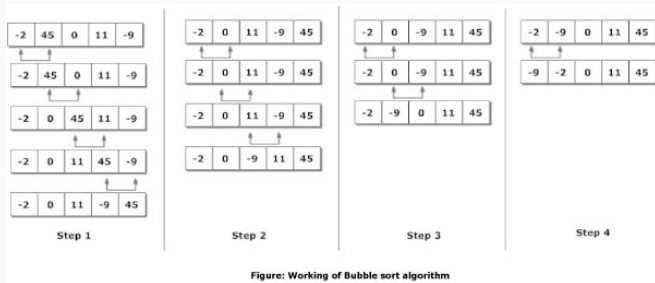 -2 45 0 11 -9
-2 45 0 11 -9
-2 0 45 11 -9
-2 0 11 45 -9
-2 0 11 -9 45
Step 1
-2 0 11 -9 45
-2 0 11 -9 45
-2 0 11 -9 45
-2 0 -9 11 45
Step 2
-2 0 -9 11 45
-2 0 -9 11 45
-2 -9 0 11 45
Step 3
-2 -9 0 11 45
-9 -2 0 11 45
Step 4
Figure: Working of Bubble sort algorithm